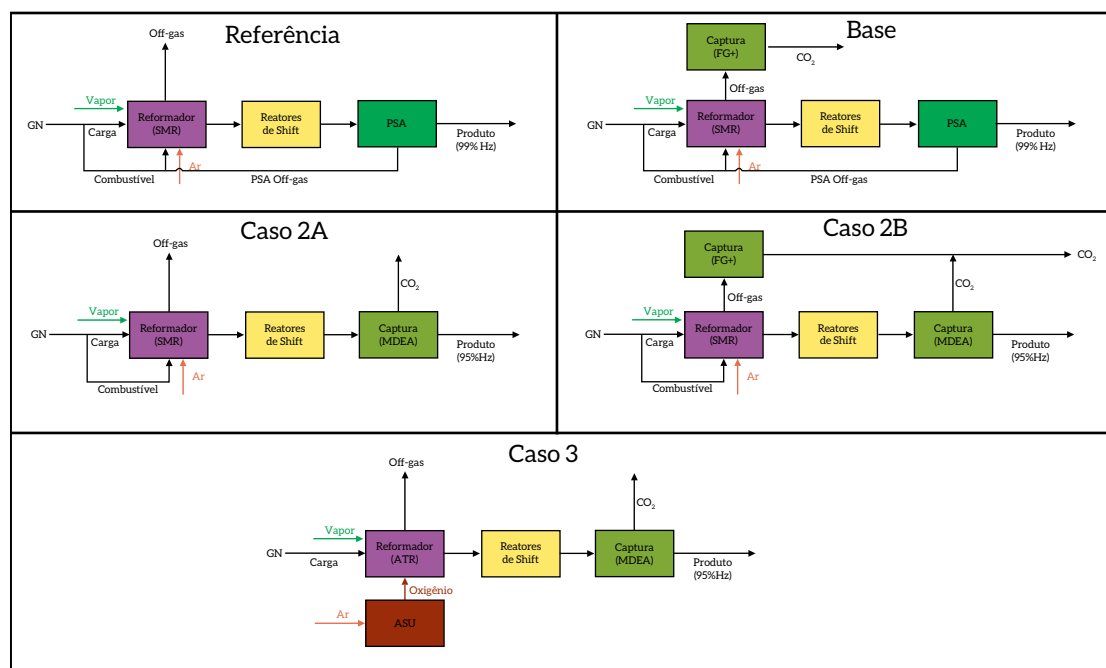 Referência
Off-gas
Vapor
GN
Carga
Reformador
(SMR)
Reatores
de Shift
PSA
Produto
(99% Hz)
Ar
Combustível
PSA Off-gas
Base
Captura
(FG+)
CO₂
Off-gas
Vapor
GN
Carga
Reformador
(SMR)
Reatores
de Shift
PSA
Produto
(99% Hz)
Ar
Combustível
PSA Off-gas
Caso 2A
Off-gas
CO₂
Vapor
GN
Carga
Reformador
(SMR)
Reatores
de Shift
Captura
(MDEA)
Produto
(95%Hz)
Ar
Combustível
Caso 2B
Captura
(FG+)
CO₂
Off-gas
CO₂
Vapor
GN
Carga
Reformador
(SMR)
Reatores
de Shift
Captura
(MDEA)
Produto
(95%Hz)
Ar
Combustível
Caso 3
Off-gas
CO₂
Vapor
GN
Carga
Reformador
(ATR)
Reatores
de Shift
Captura
(MDEA)
Produto
(95%Hz)
Oxigênio
Ar
ASU